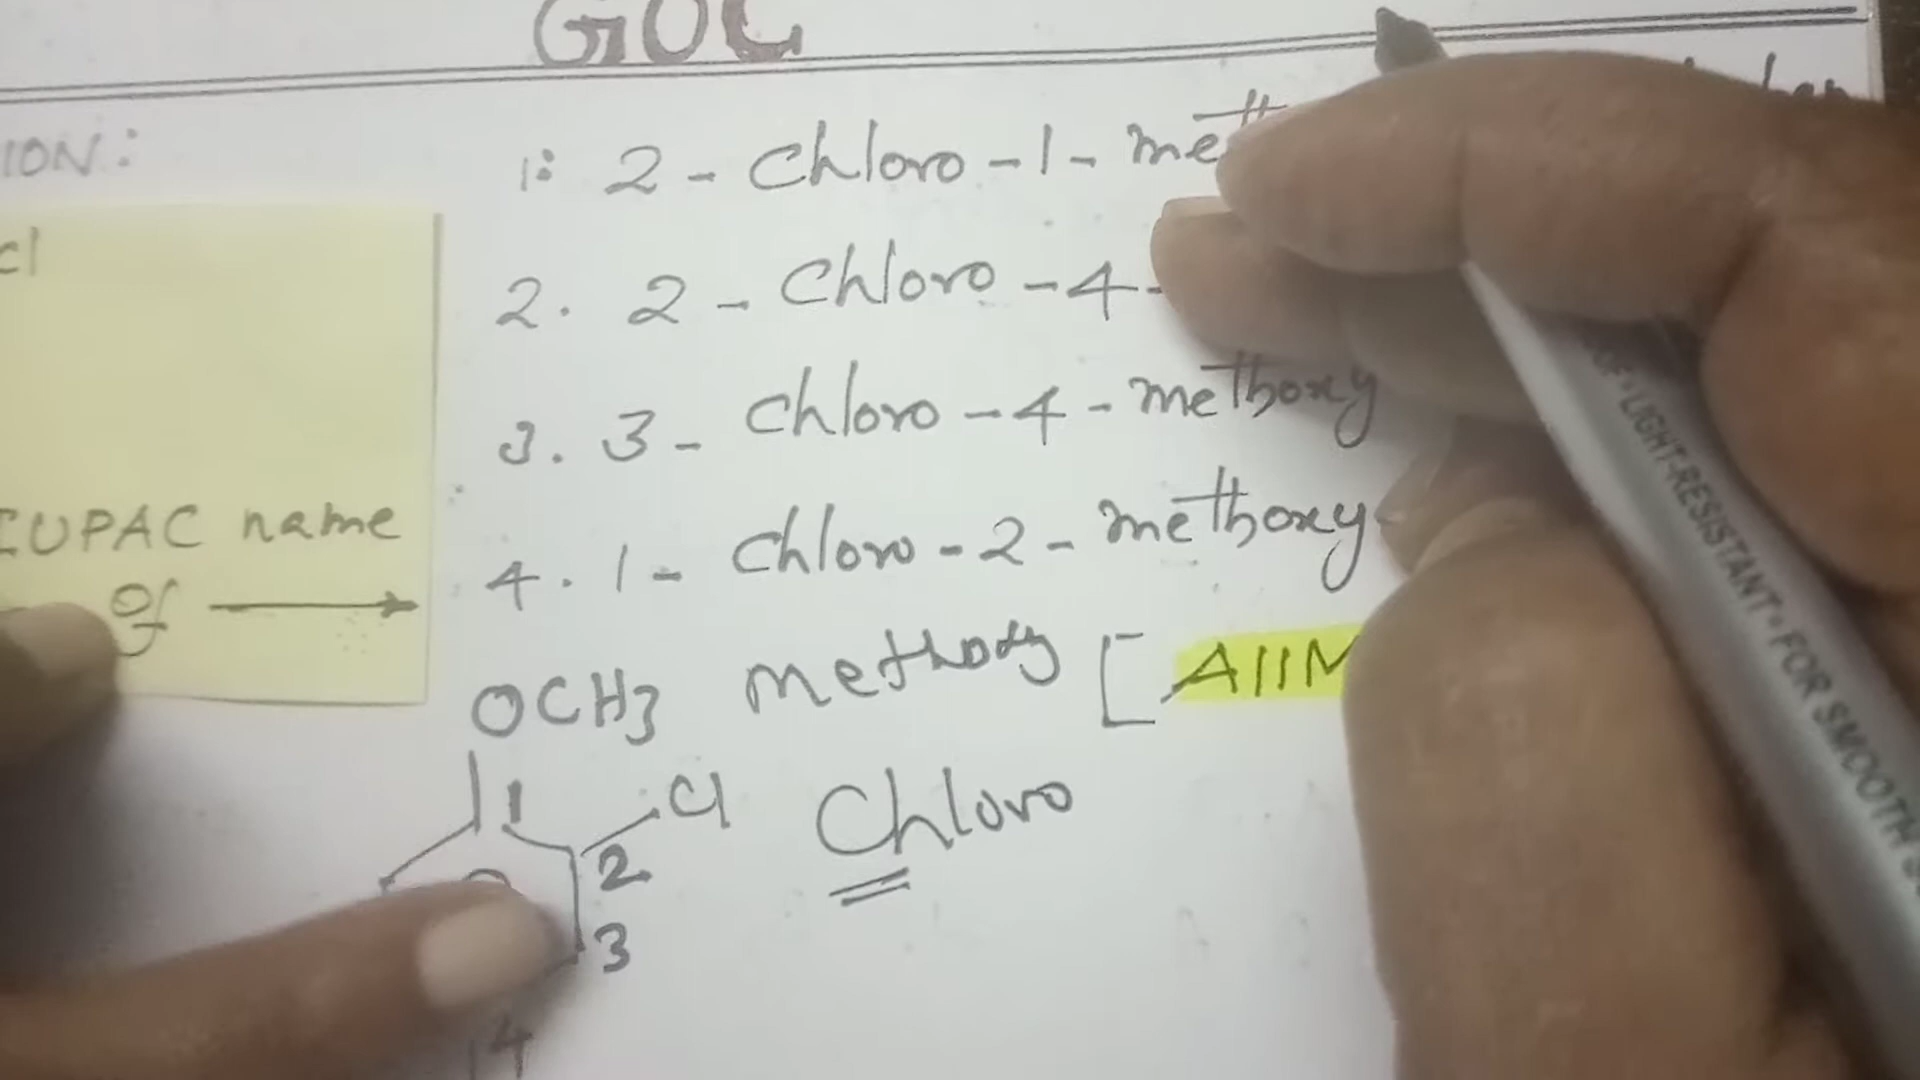 GOC
ION:
1: 2 - Chloro - 1 - meth
cl
2. 2 - Chloro - 4 -
3. 3 - Chloro - 4 - methoxy
IUPAC name
4. 1 - Chloro - 2 - methoxy
of
OCH3 methoxy [AIIM
1 Cl Chloro
2
3
4
LIGHT-RESISTANT • FOR SMOOTH